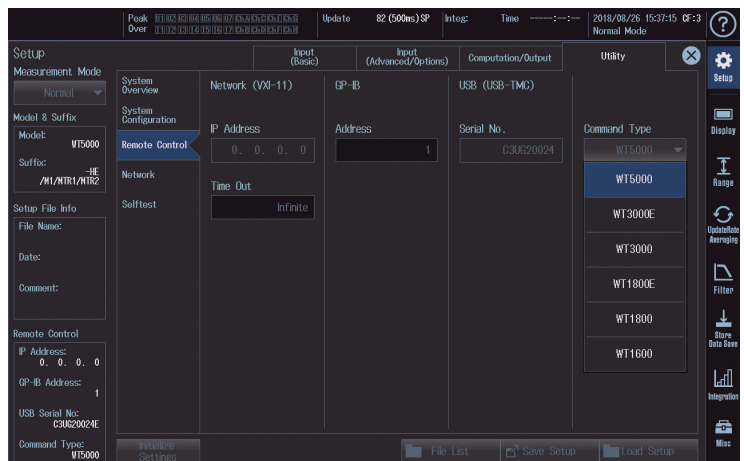 Peak
Over
Update 82 (500ms) SP Integ: Time -----:--:--
2018/08/26 15:37:15 CF:3
Normal Mode
Setup
Input
(Basic)
Input
(Advanced/Options)
Computation/Output
Utility
Setup
Measurement Mode
Normal
Model & Suffix
Model:
WT5000
Suffix:
-HE
/M1/MTR1/MTR2
Setup File Info
File Name:
Date:
Comment:
Remote Control
IP Address:
0. 0. 0. 0
GP-IB Address:
1
USB Serial No:
C3UG20024E
Command Type:
WT5000
System
Overview
System
Configuration
Remote Control
Network
Selftest
Network (VXI-11)
IP Address
0. 0. 0. 0
Time Out
Infinite
GP-IB
Address
1
USB (USB-TMC)
Serial No.
C3UG20024
Command Type
WT5000
WT5000
WT3000E
WT3000
WT1800E
WT1800
WT1600
Initialize
Settings
File List
Save Setup
Load Setup
Display
Range
UpdateRate
Averaging
Filter
Store
Data Save
Integration
Misc